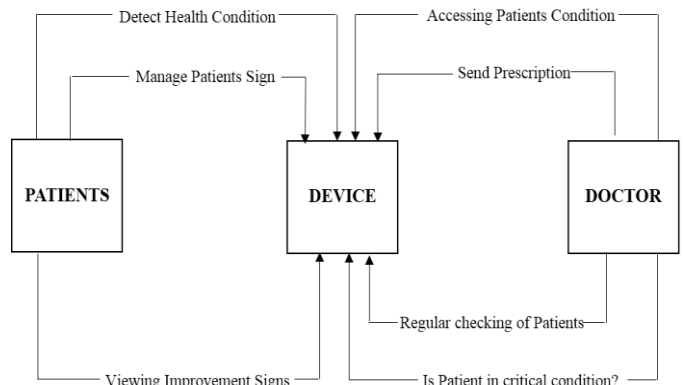 Detect Health Condition
Accessing Patients Condition
Manage Patients Sign
Send Prescription
PATIENTS
DEVICE
DOCTOR
Regular checking of Patients
Viewing Improvement Signs
Is Patient in critical condition?